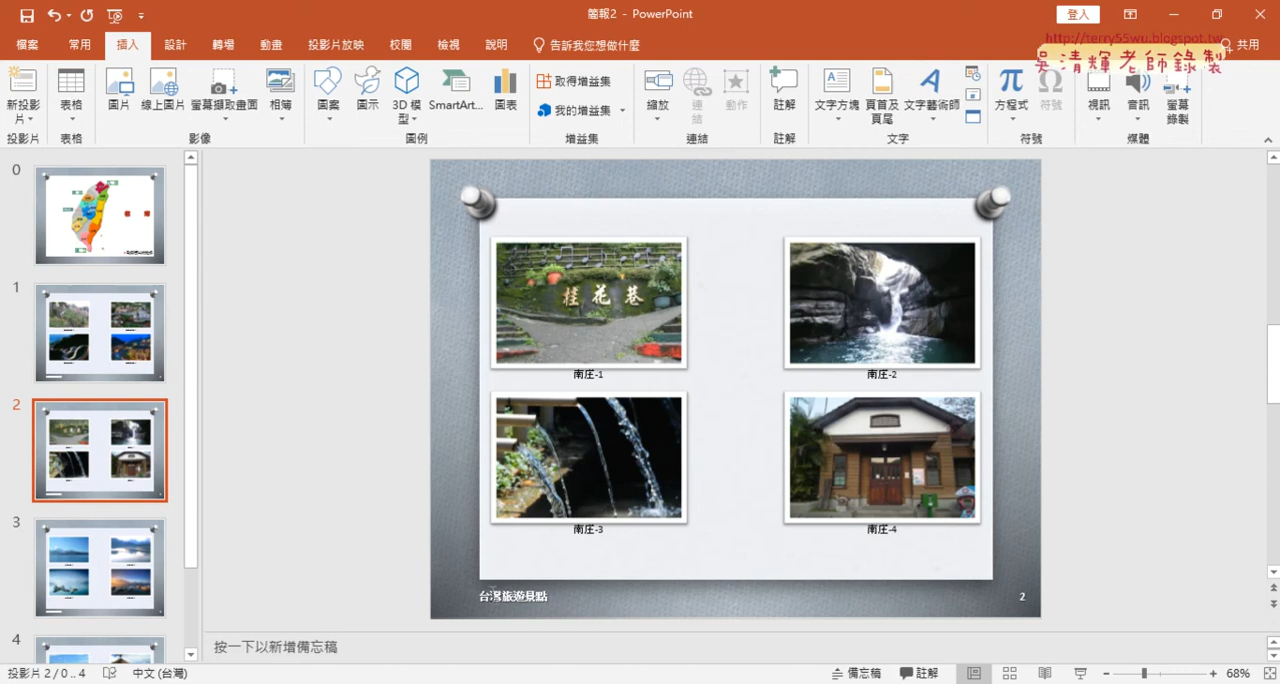 簡報2 - PowerPoint
登入
檔案 常用 插入 設計 轉場 動畫 投影片放映 校閱 檢視 說明 告訴我您想做什麼 共用
http://terry55wu.blogspot.tw
吳清輝老師錄製
新投影片 表格 圖片 線上圖片 螢幕擷取畫面 相簿 圖案 圖示 3D 模型 SmartArt... 圖表 取得增益集 我的增益集 縮放 連結 動作 註解 文字方塊 頁首及頁尾 文字藝術師 方程式 符號 視訊 音訊 螢幕錄製
投影片 表格 影像 圖例 增益集 連結 註解 文字 符號 媒體
0
1
2
3
4
桂花巷
南庄-1
南庄-2
南庄-3
南庄-4
台灣旅遊景點
2
按一下以新增備忘稿
投影片 2 / 0 .. 4 中文 (台灣) 備忘稿 註解 68%